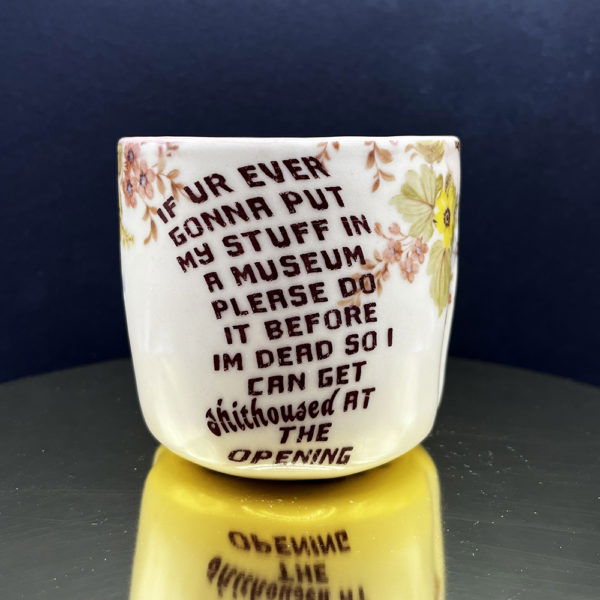 IF UR EVER
GONNA PUT
MY STUFF IN
A MUSEUM
PLEASE DO
IT BEFORE
IM DEAD SO I
CAN GET
shithoused AT
THE
OPENING